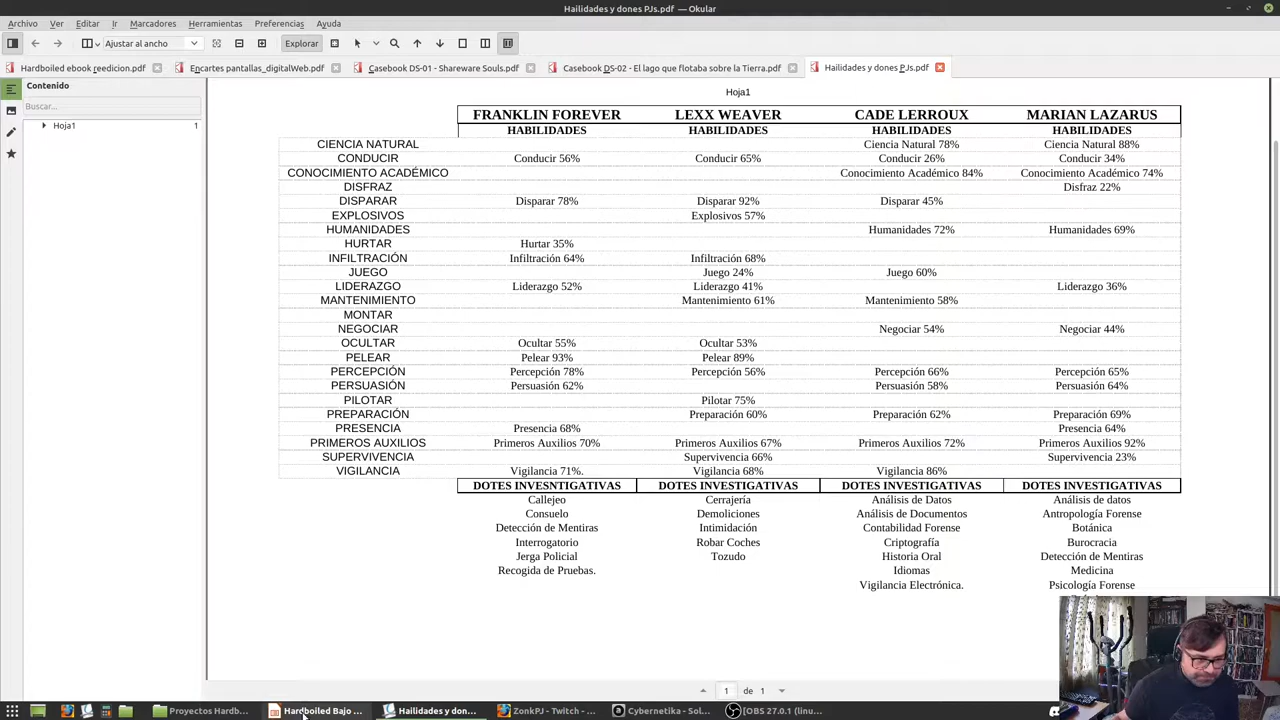 Hailidades y dones PJs.pdf — Okular
Archivo Ver Editar Ir Marcadores Herramientas Preferencias Ayuda
Ajustar al ancho Explorar
Hardboiled ebook reedicion.pdf Encartes pantallas_digitalWeb.pdf Casebook DS-01 - Shareware Souls.pdf Casebook DS-02 - El lago que flotaba sobre la Tierra.pdf Hailidades y dones PJs.pdf
Contenido
Buscar...
Hoja1 1
Hoja1
FRANKLIN FOREVER LEXX WEAVER CADE LERROUX MARIAN LAZARUS
HABILIDADES HABILIDADES HABILIDADES HABILIDADES
CIENCIA NATURAL Ciencia Natural 78% Ciencia Natural 88%
CONDUCIR Conducir 56% Conducir 65% Conducir 26% Conducir 34%
CONOCIMIENTO ACADÉMICO Conocimiento Académico 84% Conocimiento Académico 74%
DISFRAZ Disfraz 22%
DISPARAR Disparar 78% Disparar 92% Disparar 45%
EXPLOSIVOS Explosivos 57%
HUMANIDADES Humanidades 72% Humanidades 69%
HURTAR Hurtar 35%
INFILTRACIÓN Infiltración 64% Infiltración 68%
JUEGO Juego 24% Juego 60%
LIDERAZGO Liderazgo 52% Liderazgo 41% Liderazgo 36%
MANTENIMIENTO Mantenimiento 61% Mantenimiento 58%
MONTAR
NEGOCIAR Negociar 54% Negociar 44%
OCULTAR Ocultar 55% Ocultar 53%
PELEAR Pelear 93% Pelear 89%
PERCEPCIÓN Percepción 78% Percepción 56% Percepción 66% Percepción 65%
PERSUASIÓN Persuasión 62% Persuasión 58% Persuasión 64%
PILOTAR Pilotar 75%
PREPARACIÓN Preparación 60% Preparación 62% Preparación 69%
PRESENCIA Presencia 68% Presencia 64%
PRIMEROS AUXILIOS Primeros Auxilios 70% Primeros Auxilios 67% Primeros Auxilios 72% Primeros Auxilios 92%
SUPERVIVENCIA Supervivencia 66% Supervivencia 23%
VIGILANCIA Vigilancia 71%. Vigilancia 68% Vigilancia 86%
DOTES INVESNTIGATIVAS DOTES INVESTIGATIVAS DOTES INVESTIGATIVAS DOTES INVESTIGATIVAS
Callejeo Cerrajería Análisis de Datos Análisis de datos
Consuelo Demoliciones Análisis de Documentos Antropología Forense
Detección de Mentiras Intimidación Contabilidad Forense Botánica
Interrogatorio Robar Coches Criptografía Burocracia
Jerga Policial Tozudo Historia Oral Detección de Mentiras
Recogida de Pruebas. Idiomas Medicina
Vigilancia Electrónica. Psicología Forense
1 de 1
Proyectos Hardb... Hardboiled Bajo ... Hailidades y don... ZonkPJ - Twitch - ... Cybernetika - Sol... [OBS 27.0.1 (linu...